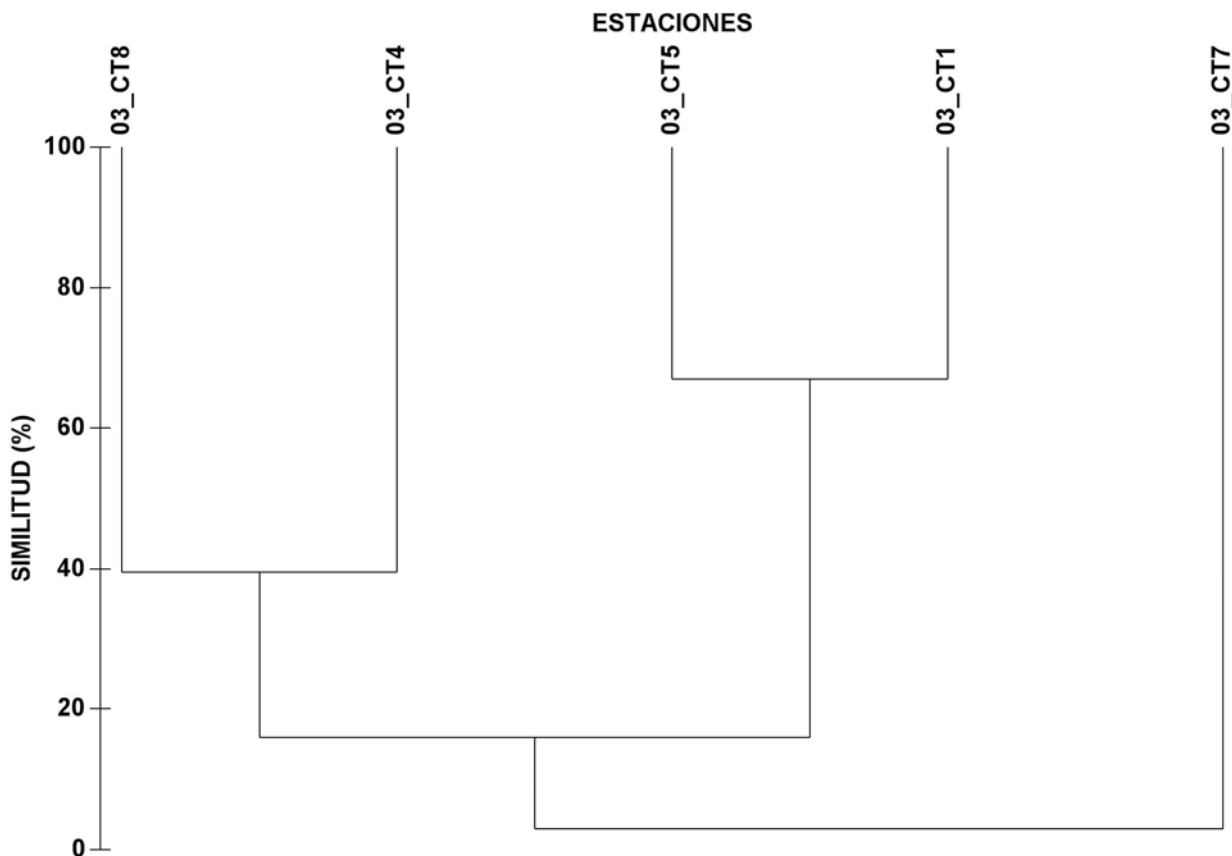 ESTACIONES
03_CT8
03_CT4
03_CT5
03_CT1
03_CT7
100
80
60
40
20
0
SIMILITUD (%)